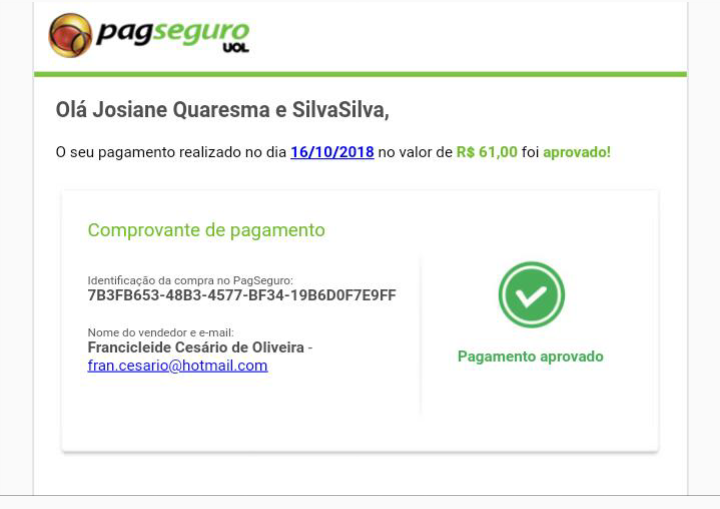 pagseguro
UOL
Olá Josiane Quaresma e SilvaSilva,
O seu pagamento realizado no dia 16/10/2018 no valor de R$ 61,00 foi aprovado!
Comprovante de pagamento
Identificação da compra no PagSeguro:
7B3FB653-48B3-4577-BF34-19B6D0F7E9FF
Nome do vendedor e e-mail:
Francicleide Cesário de Oliveira -
fran.cesario@hotmail.com
Pagamento aprovado